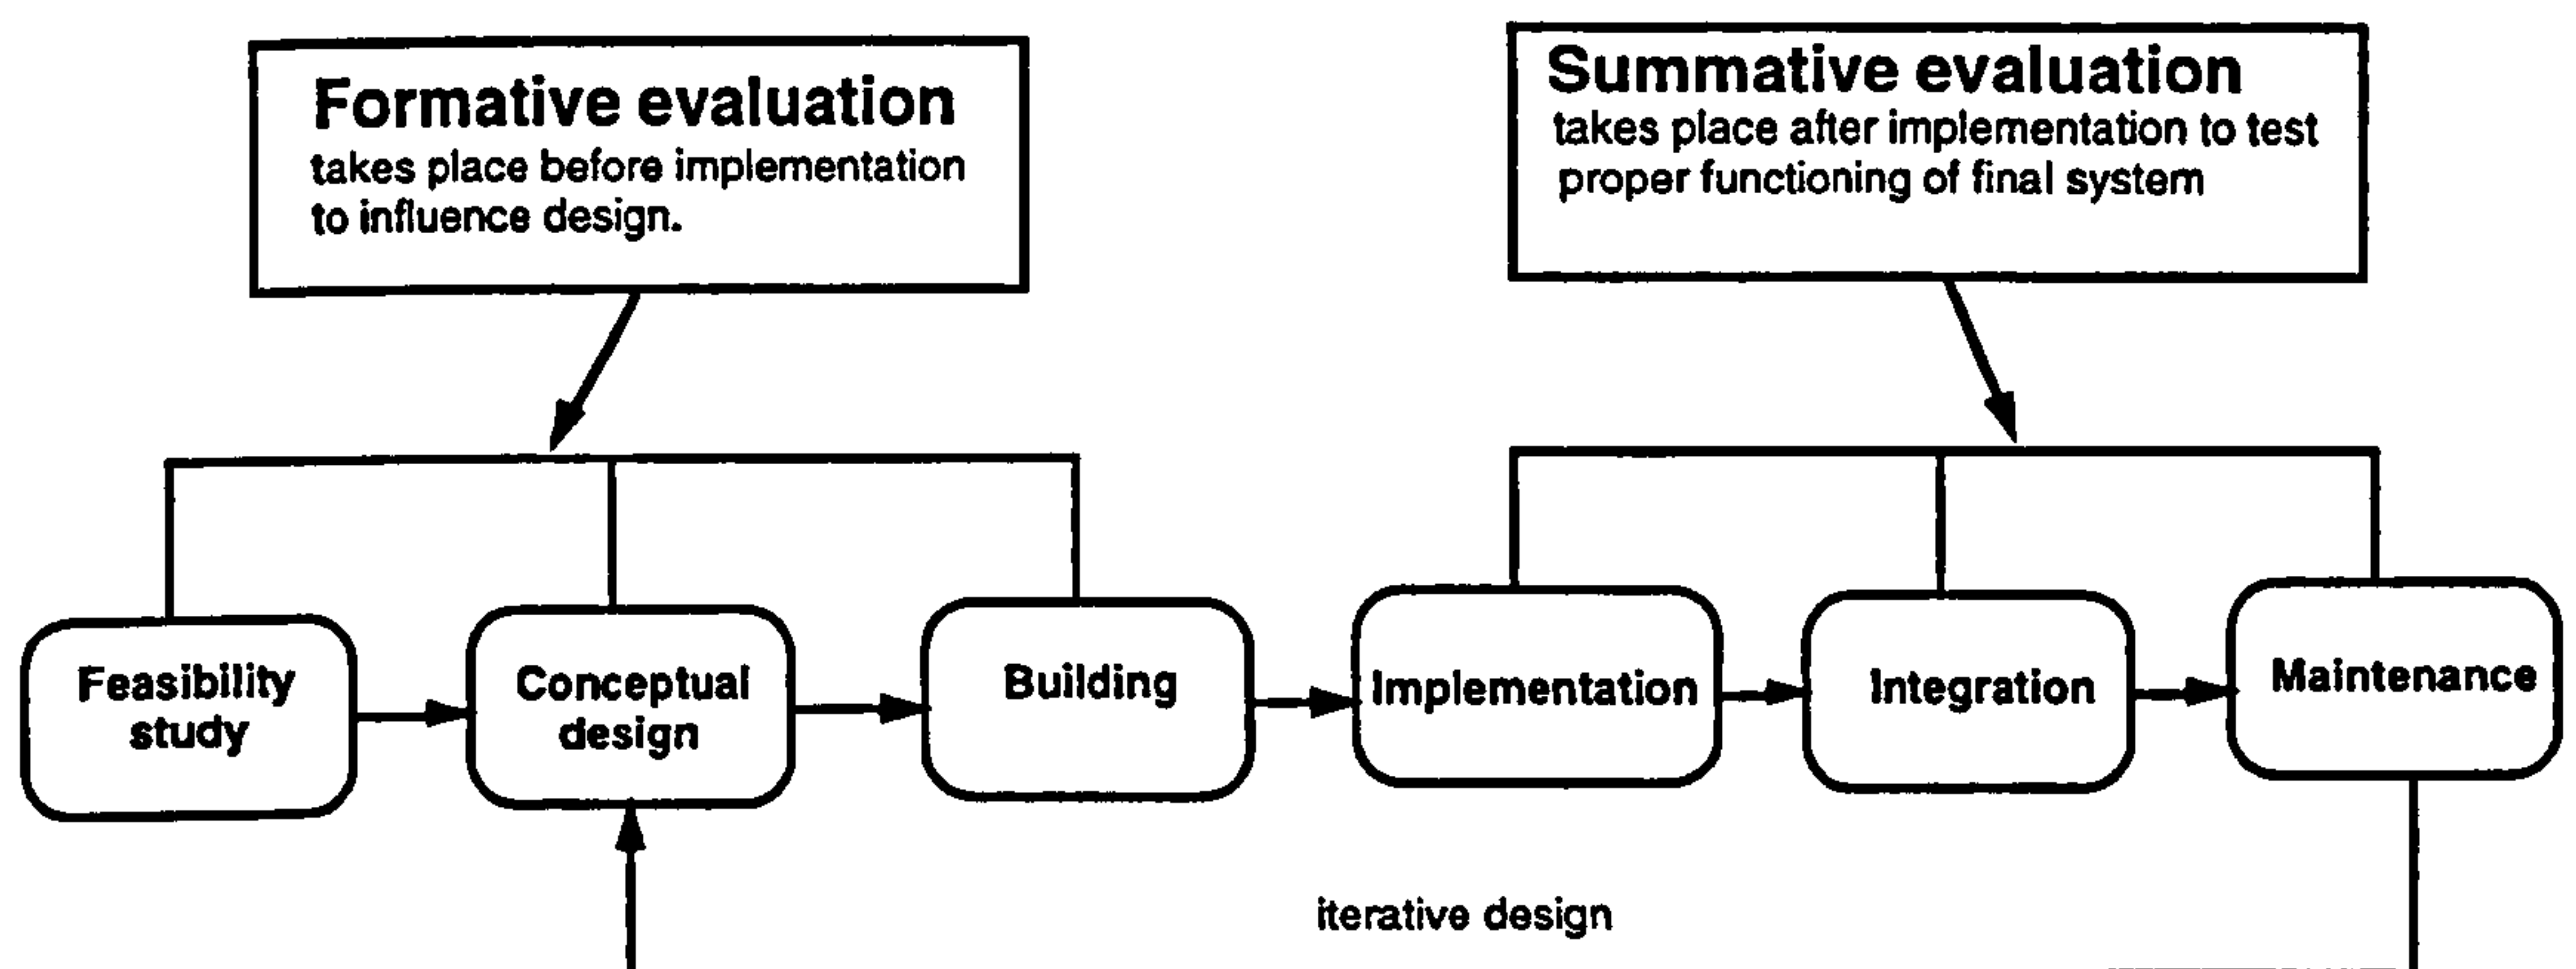 Formative evaluation
takes place before implementation
to influence design.
Summative evaluation
takes place after implementation to test
proper functioning of final system
Feasibility
study
Conceptual
design
Building
Implementation
Integration
Maintenance
iterative design